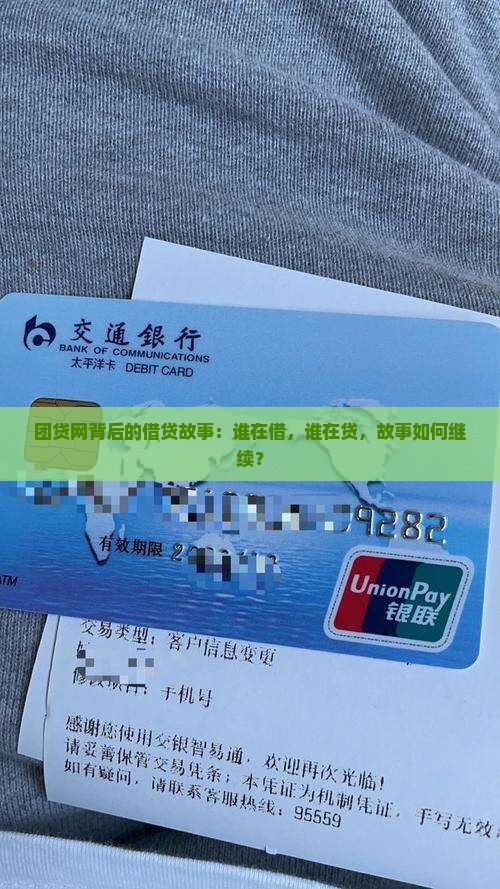 交通銀行
BANK OF COMMUNICATIONS
太平洋卡 DEBIT CARD
团贷网背后的借贷故事：谁在借，谁在贷，故事如何继
续？
9282
有效期限
ATM
UnionPay
银联
交易类型：客户信息变更
手机号
感谢您使用交银智易通，欢迎再次光临！
请妥善保管交易凭条；本凭证为机制凭证，手写无效
如有疑问，请联系客服热线：95559